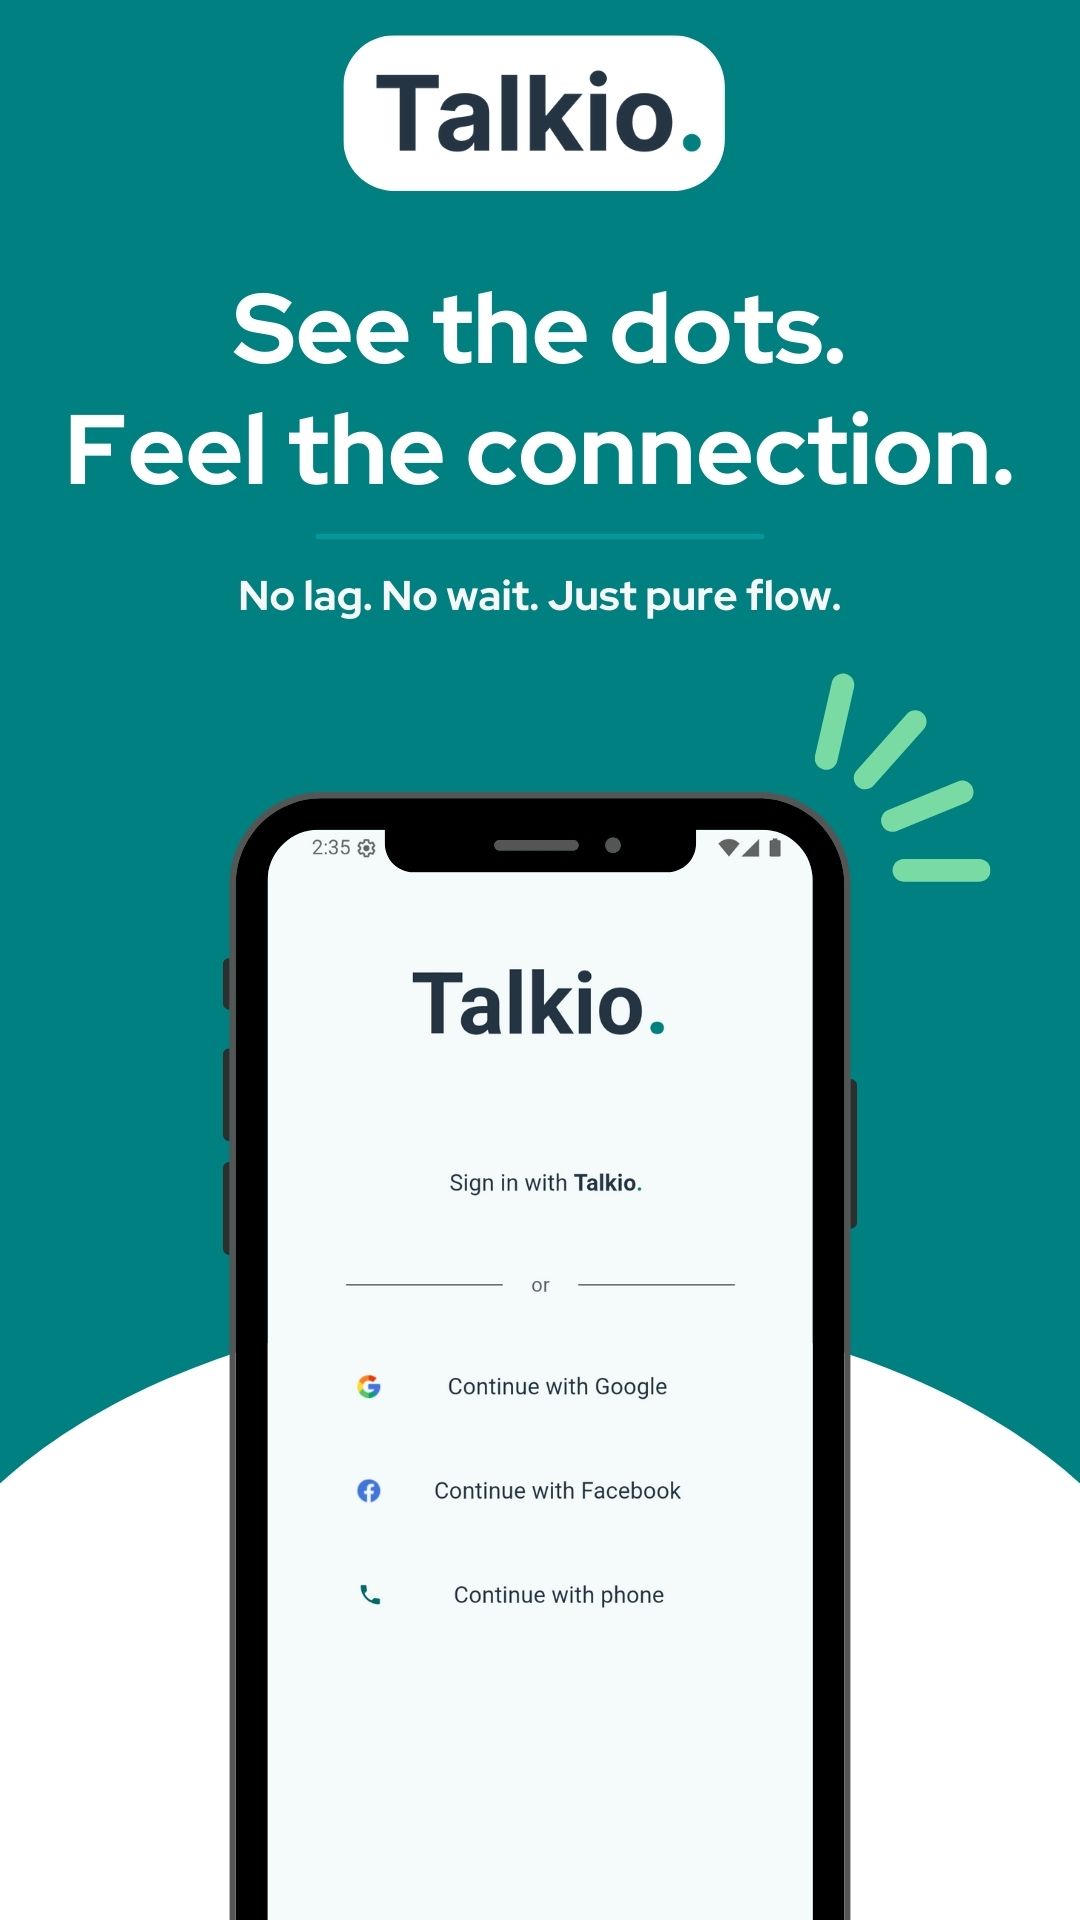 Talkio.
See the dots.
Feel the connection.
No lag. No wait. Just pure flow.
2:35
Talkio.
Sign in with Talkio.
or
Continue with Google
Continue with Facebook
Continue with phone